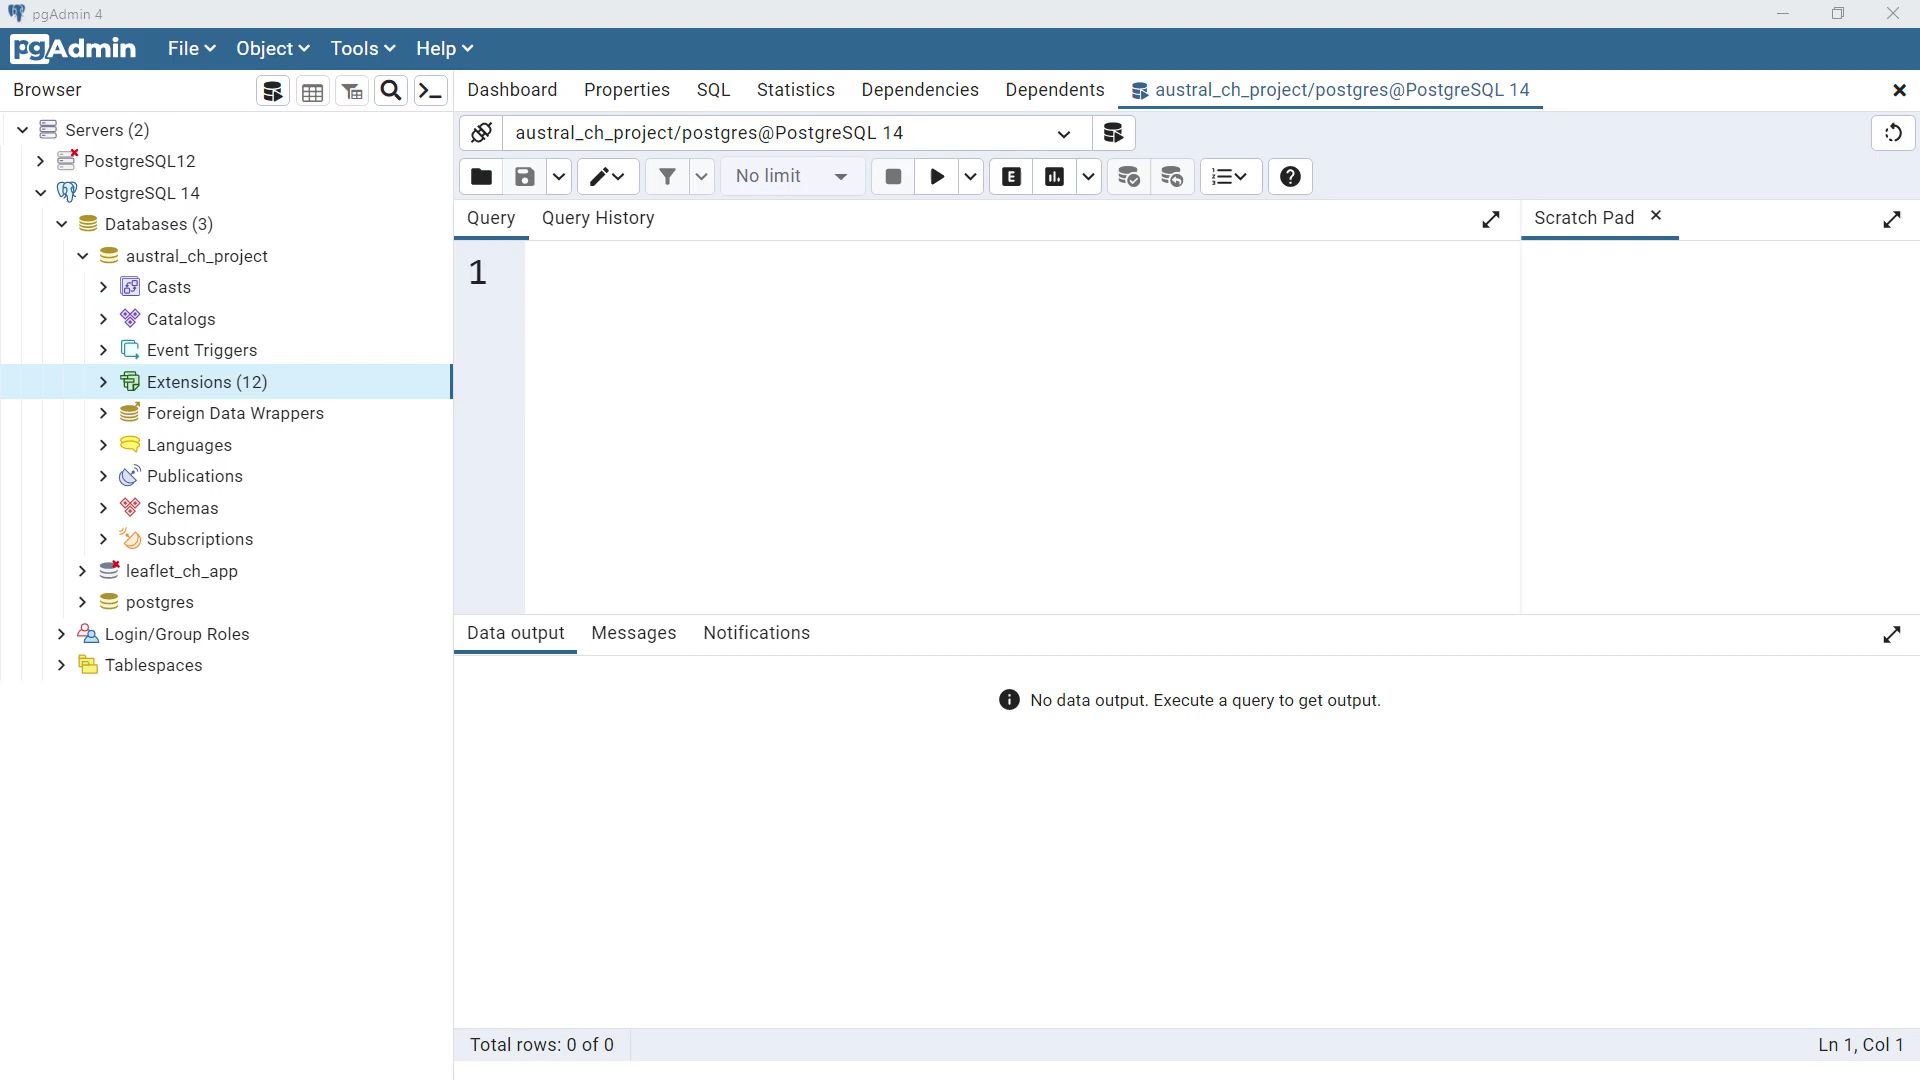 pgAdmin 4
pgAdmin File Object Tools Help
Browser
Dashboard Properties SQL Statistics Dependencies Dependents austral_ch_project/postgres@PostgreSQL 14
Servers (2)
PostgreSQL12
PostgreSQL 14
Databases (3)
austral_ch_project
Casts
Catalogs
Event Triggers
Extensions (12)
Foreign Data Wrappers
Languages
Publications
Schemas
Subscriptions
leaflet_ch_app
postgres
Login/Group Roles
Tablespaces
austral_ch_project/postgres@PostgreSQL 14
No limit
E
Query Query History
Scratch Pad
1
Data output Messages Notifications
No data output. Execute a query to get output.
Total rows: 0 of 0
Ln 1, Col 1